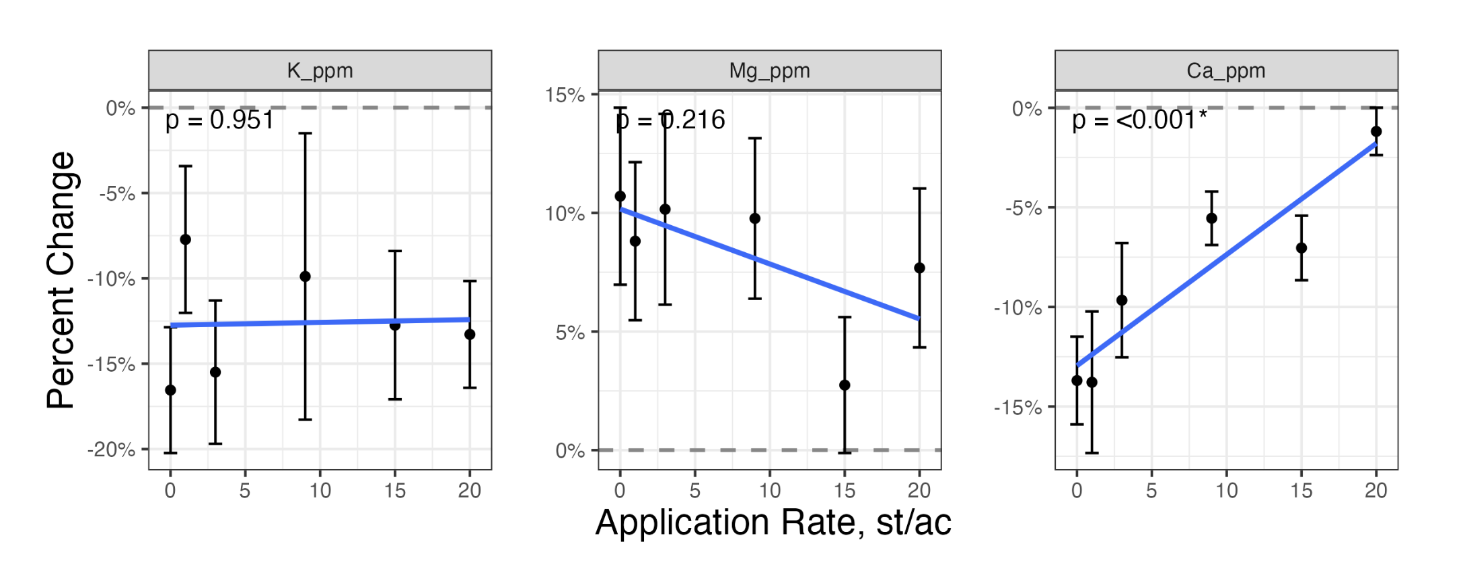 K_ppm
Mg_ppm
Ca_ppm
Percent Change
0%
-5%
-10%
-15%
-20%
p = 0.951
0 5 10 15 20
15%
10%
5%
0%
p = 0.216
0 5 10 15 20
0%
-5%
-10%
-15%
p = <0.001*
0 5 10 15 20
Application Rate, st/ac